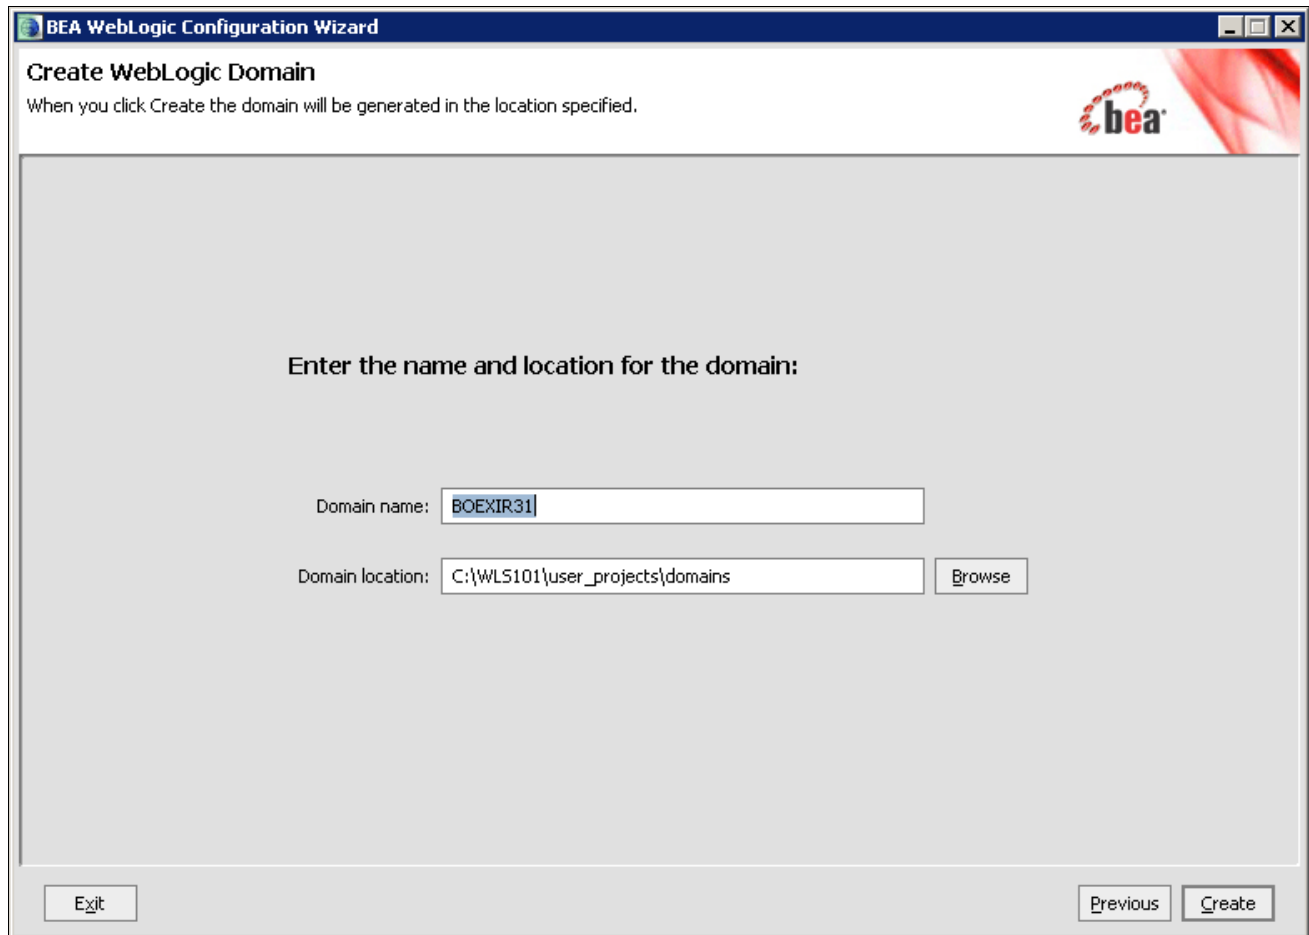 BEA WebLogic Configuration Wizard
Create WebLogic Domain
When you click Create the domain will be generated in the location specified.
bea
Enter the name and location for the domain:
Domain name: BOEXIR31
Domain location: C:\WLS101\user_projects\domains Browse
Exit Previous Create